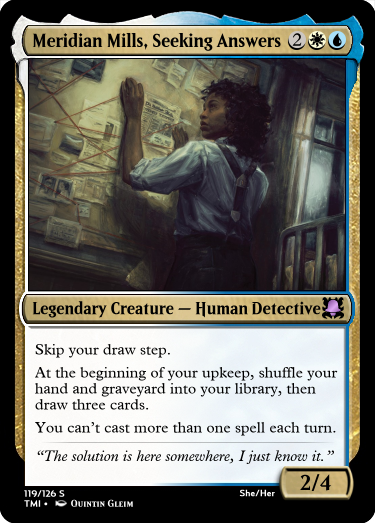 Meridian Mills, Seeking Answers 2
Legendary Creature — Human Detective
Skip your draw step.
At the beginning of your upkeep, shuffle your
hand and graveyard into your library, then
draw three cards.
You can't cast more than one spell each turn.
“The solution is here somewhere, I just know it.”
2/4
119/126 S She/Her
TMI • Quintin Gleim